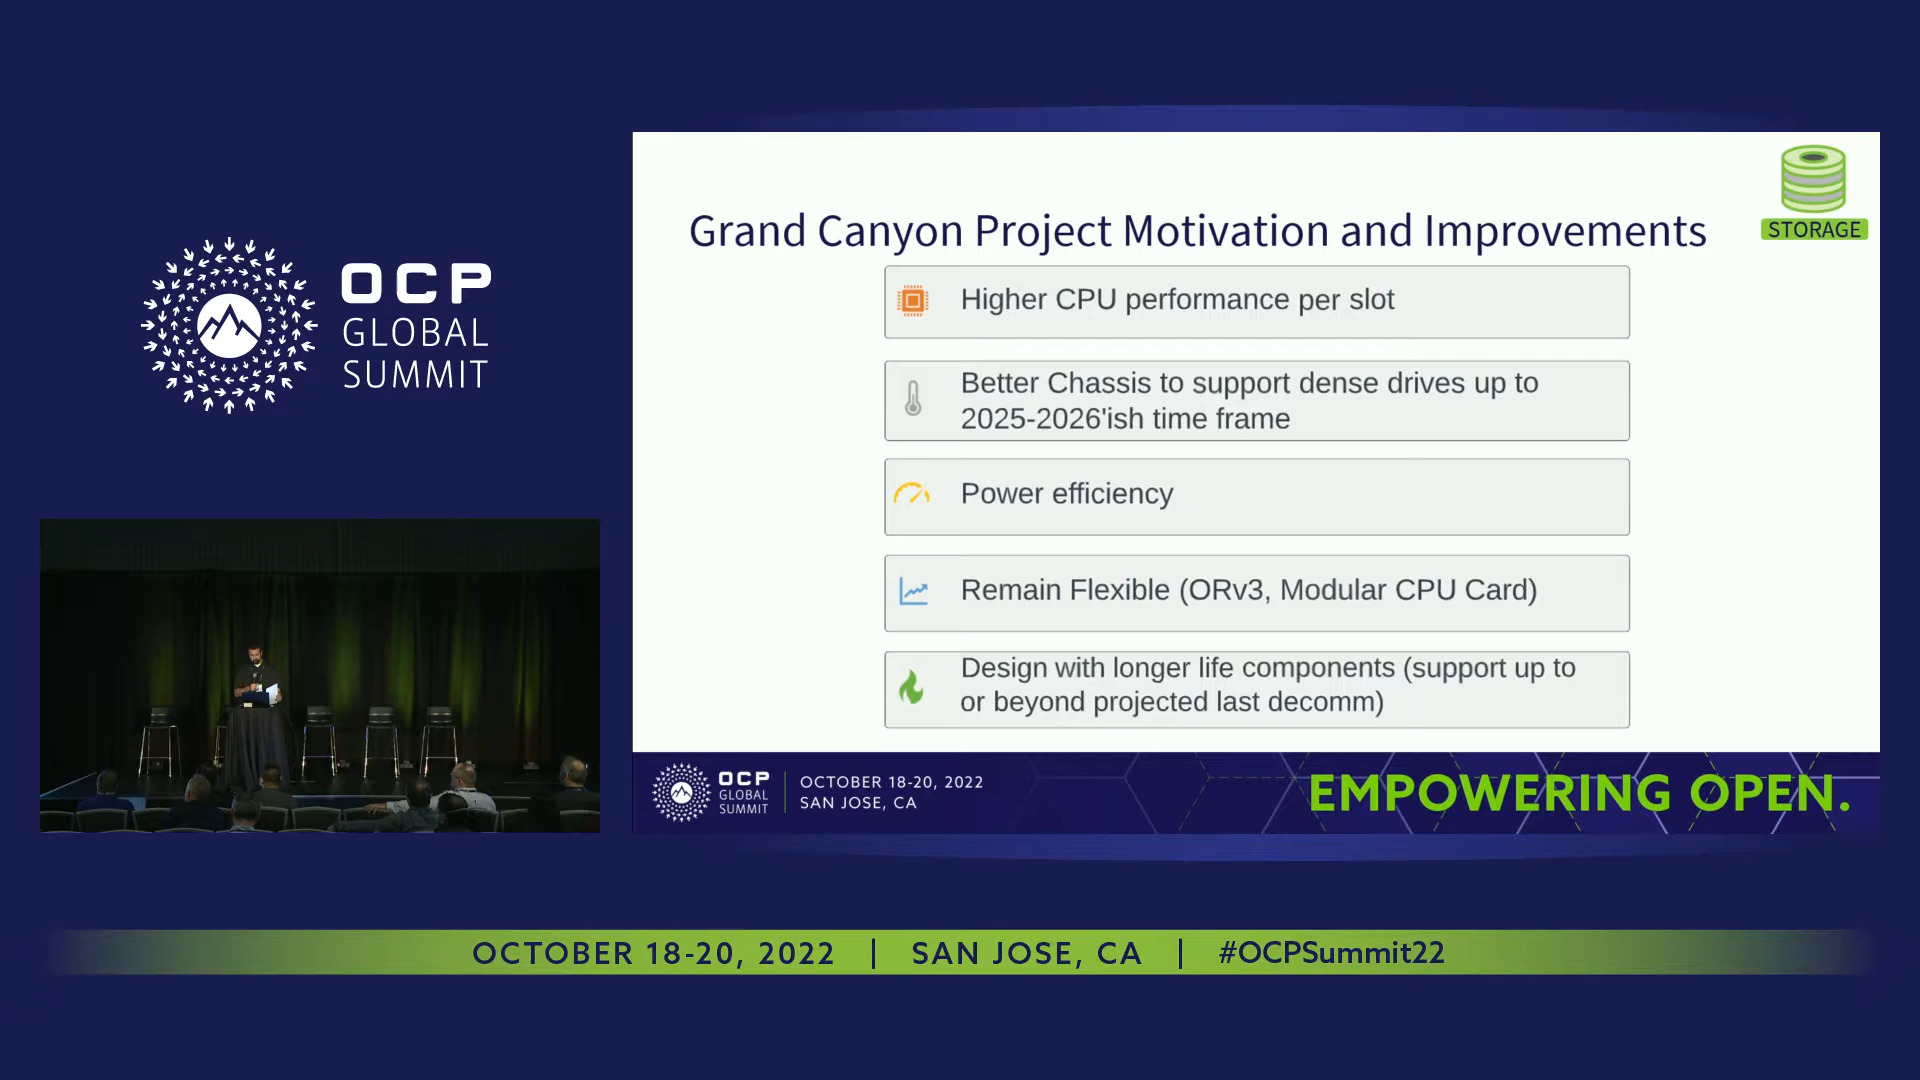 OCP
GLOBAL
SUMMIT
STORAGE
Grand Canyon Project Motivation and Improvements
Higher CPU performance per slot
Better Chassis to support dense drives up to
2025-2026'ish time frame
Power efficiency
Remain Flexible (ORv3, Modular CPU Card)
Design with longer life components (support up to
or beyond projected last decomm)
OCP
GLOBAL
SUMMIT
OCTOBER 18-20, 2022
SAN JOSE, CA
EMPOWERING OPEN.
OCTOBER 18-20, 2022 | SAN JOSE, CA | #OCPSummit22